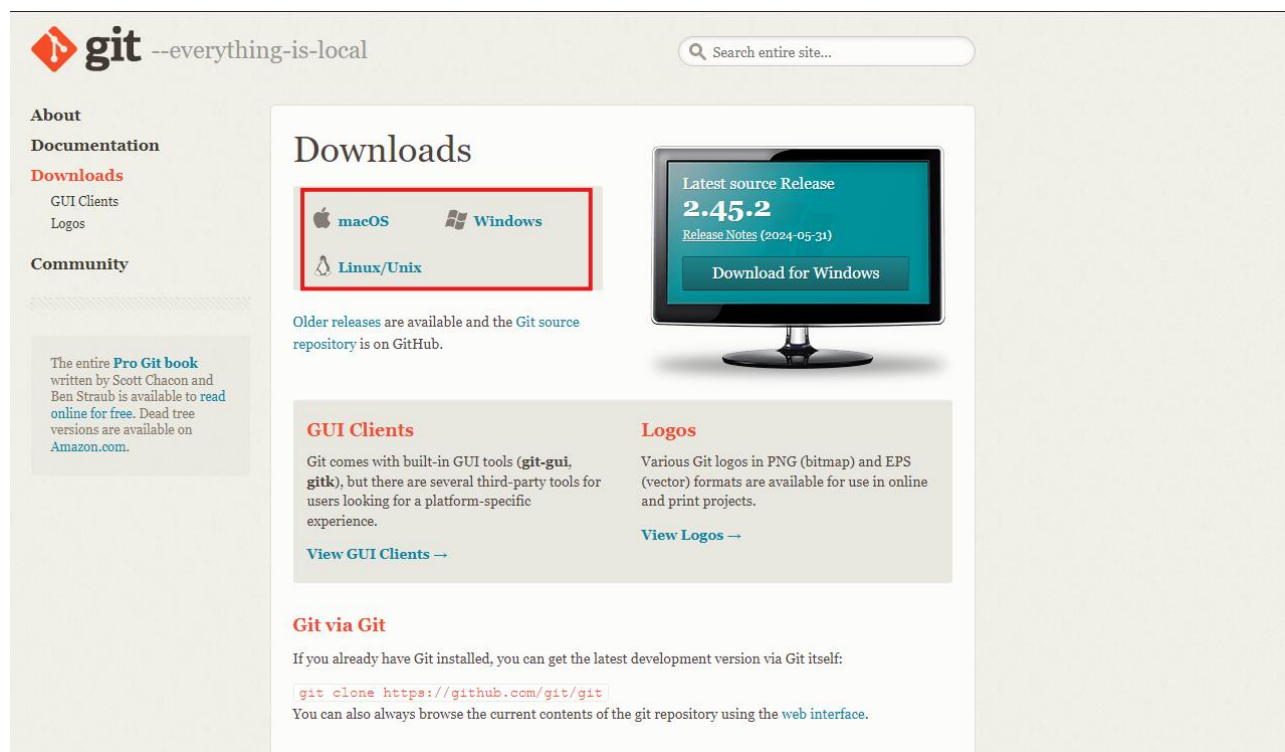 git --everything-is-local
Search entire site...
About
Documentation
Downloads
GUI Clients
Logos
Community
The entire Pro Git book
written by Scott Chacon and
Ben Straub is available to read
online for free. Dead tree
versions are available on
Amazon.com.
Downloads
macOS
Windows
Linux/Unix
Older releases are available and the Git source
repository is on GitHub.
Latest source Release
2.45.2
Release Notes (2024-05-31)
Download for Windows
GUI Clients
Git comes with built-in GUI tools (git-gui,
gitk), but there are several third-party tools for
users looking for a platform-specific
experience.
View GUI Clients →
Logos
Various Git logos in PNG (bitmap) and EPS
(vector) formats are available for use in online
and print projects.
View Logos →
Git via Git
If you already have Git installed, you can get the latest development version via Git itself:
git clone https://github.com/git/git
You can also always browse the current contents of the git repository using the web interface.